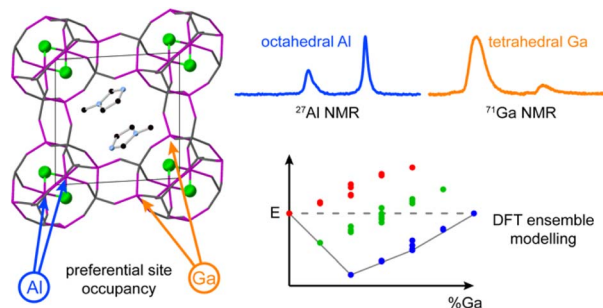 octahedral Al
tetrahedral Ga
27Al NMR
71Ga NMR
Al
preferential site
occupancy
Ga
E
DFT ensemble
modelling
%Ga